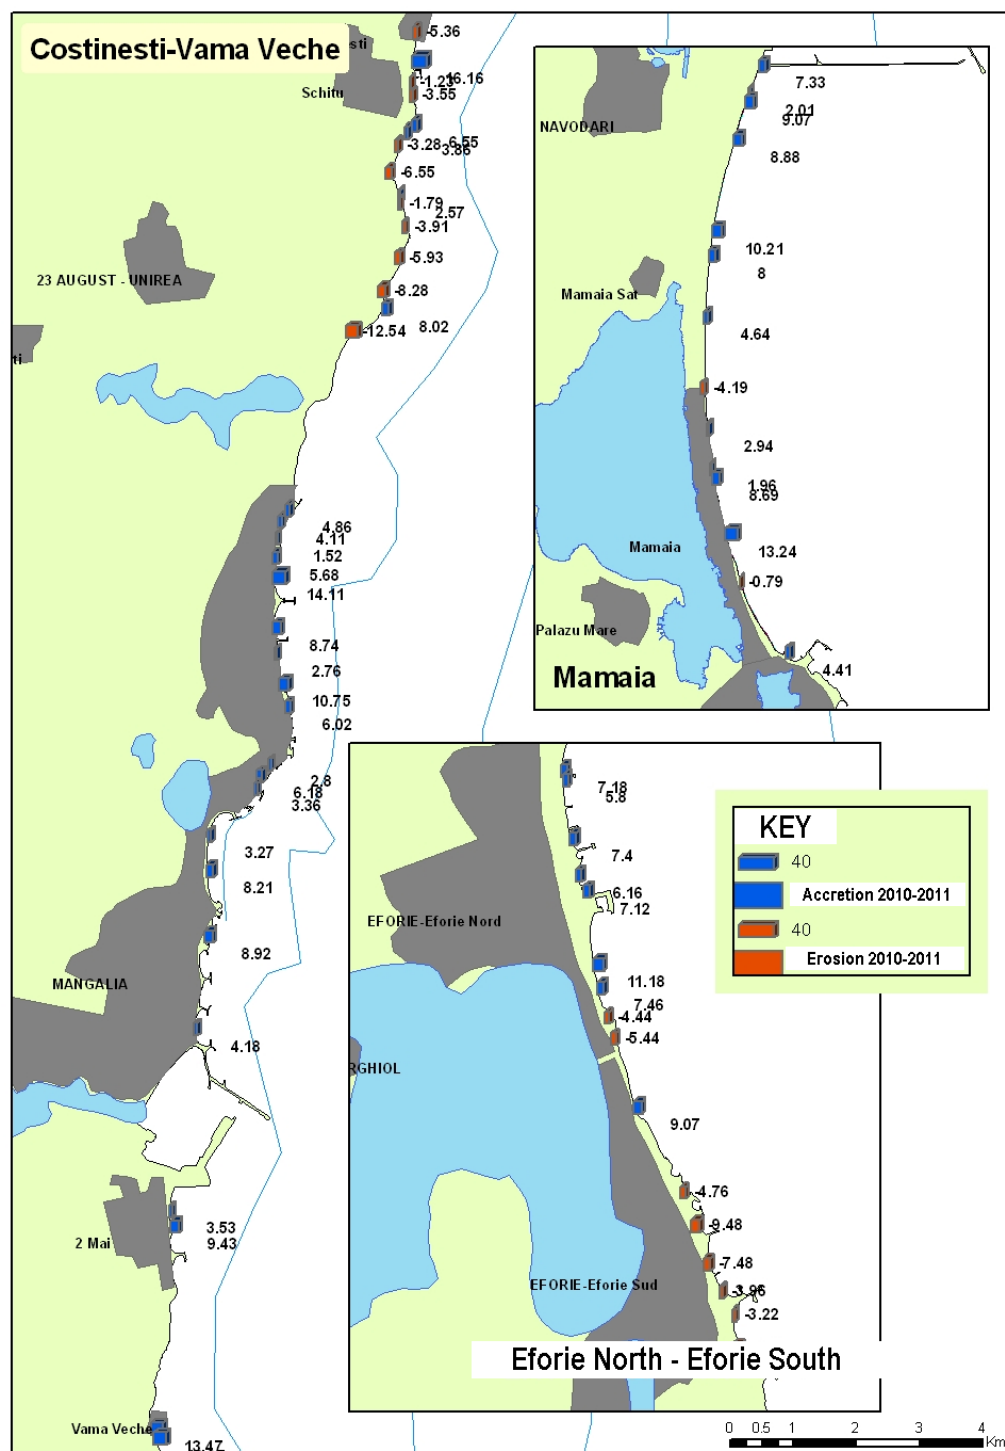 Costinesti-Vama Veche
sti
Schitu
-5.36
16.16
-1.23
-3.55
6.55
3.86
-3.28
-6.55
-1.79
2.57
-3.91
23 AUGUST - UNIREA
-5.93
-8.28
8.02
-12.54
ti
4.86
4.11
1.52
5.68
14.11
8.74
2.76
10.75
6.02
2.8
6.18
3.36
3.27
8.21
8.92
MANGALIA
4.18
3.53
9.43
2 Mai
Vama Veche
13.47
NAVODARI
7.33
2.01
9.07
8.88
10.21
8
Mamaia Sat
4.64
-4.19
2.94
1.96
8.69
13.24
Mamaia
-0.79
Palazu Mare
4.41
Mamaia
7.18
5.8
7.4
6.16
7.12
EFORIE-Eforie Nord
11.18
7.46
-4.44
-5.44
RGHIOL
9.07
-4.76
-9.48
-7.48
-3.96
-3.22
EFORIE-Eforie Sud
Eforie North - Eforie South
KEY
40
Accretion 2010-2011
40
Erosion 2010-2011
0 0.5 1 2 3 4
Km